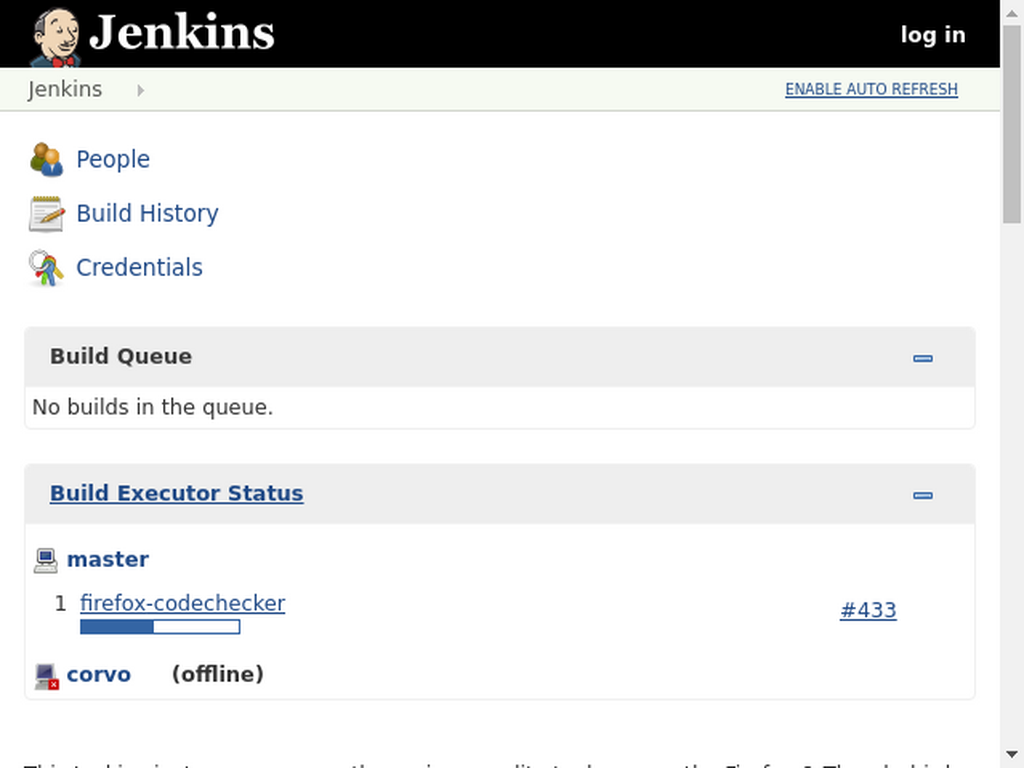 Jenkins
log in
Jenkins
ENABLE AUTO REFRESH
People
Build History
Credentials
Build Queue
No builds in the queue.
Build Executor Status
master
1 firefox-codechecker #433
corvo (offline)